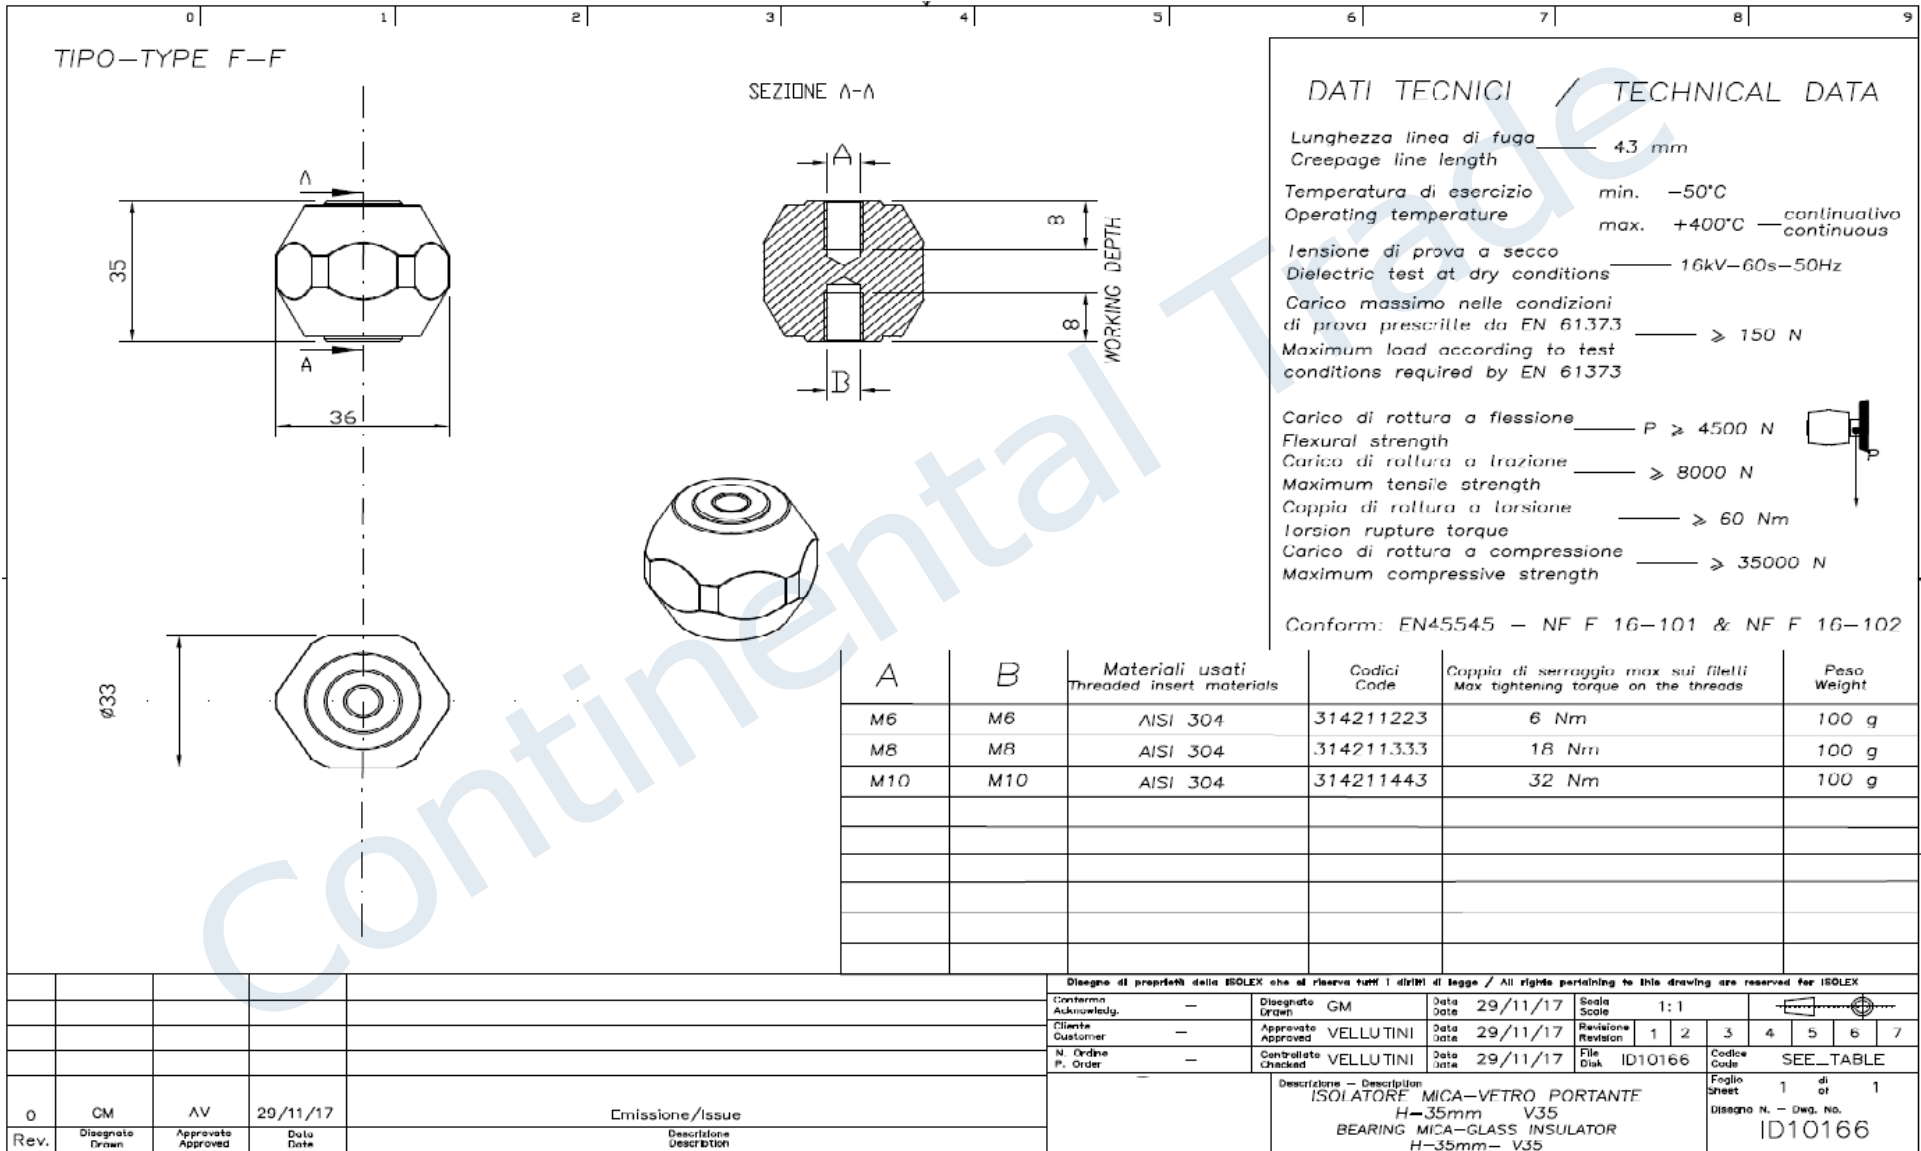 0 1 2 3 4 5 6 7 8 9
TIPO-TYPE F-F
SEZIONE A-A
A
A
35
36
A
B
8
8
WORKING DEPTH
Ø33
DATI TECNICI / TECHNICAL DATA
Lunghezza linea di fuga
Creepage line length
43 mm
Temperatura di esercizio
Operating temperature
min. -50°C
max. +400°C
continuativo
continuous
Tensione di prova a secco
Dielectric test at dry conditions
16kV-60s-50Hz
Carico massimo nelle condizioni
di prova prescritte da EN 61373
Maximum load according to test
conditions required by EN 61373
⩾ 150 N
Carico di rottura a flessione
Flexural strength
P ⩾ 4500 N
P
Carico di rottura a trazione
Maximum tensile strength
⩾ 8000 N
Coppia di rottura a torsione
Torsion rupture torque
⩾ 60 Nm
Carico di rottura a compressione
Maximum compressive strength
⩾ 35000 N
Conform: EN45545 - NF F 16-101 & NF F 16-102
A B Materiali usati Threaded insert materials Codici Code Coppia di serraggio max sui filetti Max tightening torque on the threads Peso Weight
M6 M6 AISI 304 314211223 6 Nm 100 g
M8 M8 AISI 304 314211333 18 Nm 100 g
M10 M10 AISI 304 314211443 32 Nm 100 g
Disegno di proprietà della ISOLEX che si riserva tutti i diritti di legge / All rights pertaining to this drawing are reserved for ISOLEX
Conferma Acknowledg. - Disegnato Drawn GM Data Date 29/11/17 Scala Scale 1:1
Cliente Customer - Approvato Approved VELLUTINI Data Date 29/11/17 Revisione Revision 1 2 3 4 5 6 7
N. Ordine P. Order - Controllato Checked VELLUTINI Data Date 29/11/17 File Disk ID10166 Codice Code SEE_TABLE
Descrizione - Description
ISOLATORE MICA-VETRO PORTANTE
H-35mm V35
BEARING MICA-GLASS INSULATOR
H-35mm- V35
Foglio Sheet 1 di of 1
Disegno N. - Dwg. No.
ID10166
0 GM AV 29/11/17 Emissione/Issue
Rev. Disegnato Drawn Approvato Approved Data Date Descrizione Description
Continental Trade